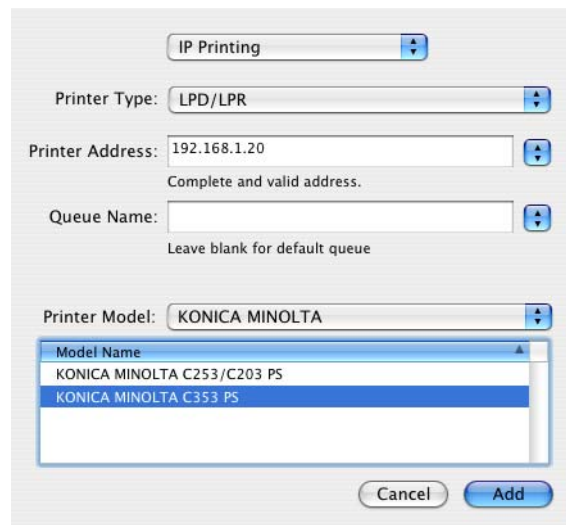 IP Printing
Printer Type: LPD/LPR
Printer Address: 192.168.1.20
Complete and valid address.
Queue Name:
Leave blank for default queue
Printer Model: KONICA MINOLTA
Model Name
KONICA MINOLTA C253/C203 PS
KONICA MINOLTA C353 PS
Cancel Add